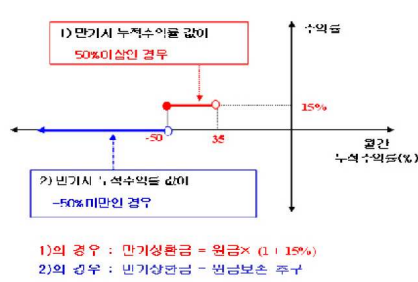 수익률
1) 만기시 누적수익률 값이
50%이상인 경우
15%
-50
35
월간
누적수익률(%)
2) 만기시 누적수익률 값이
-50%미만인 경우
1)의 경우 : 만기상환금 = 원금× (1+15%)
2)의 경우 : 만기상환금 = 원금보존 추구